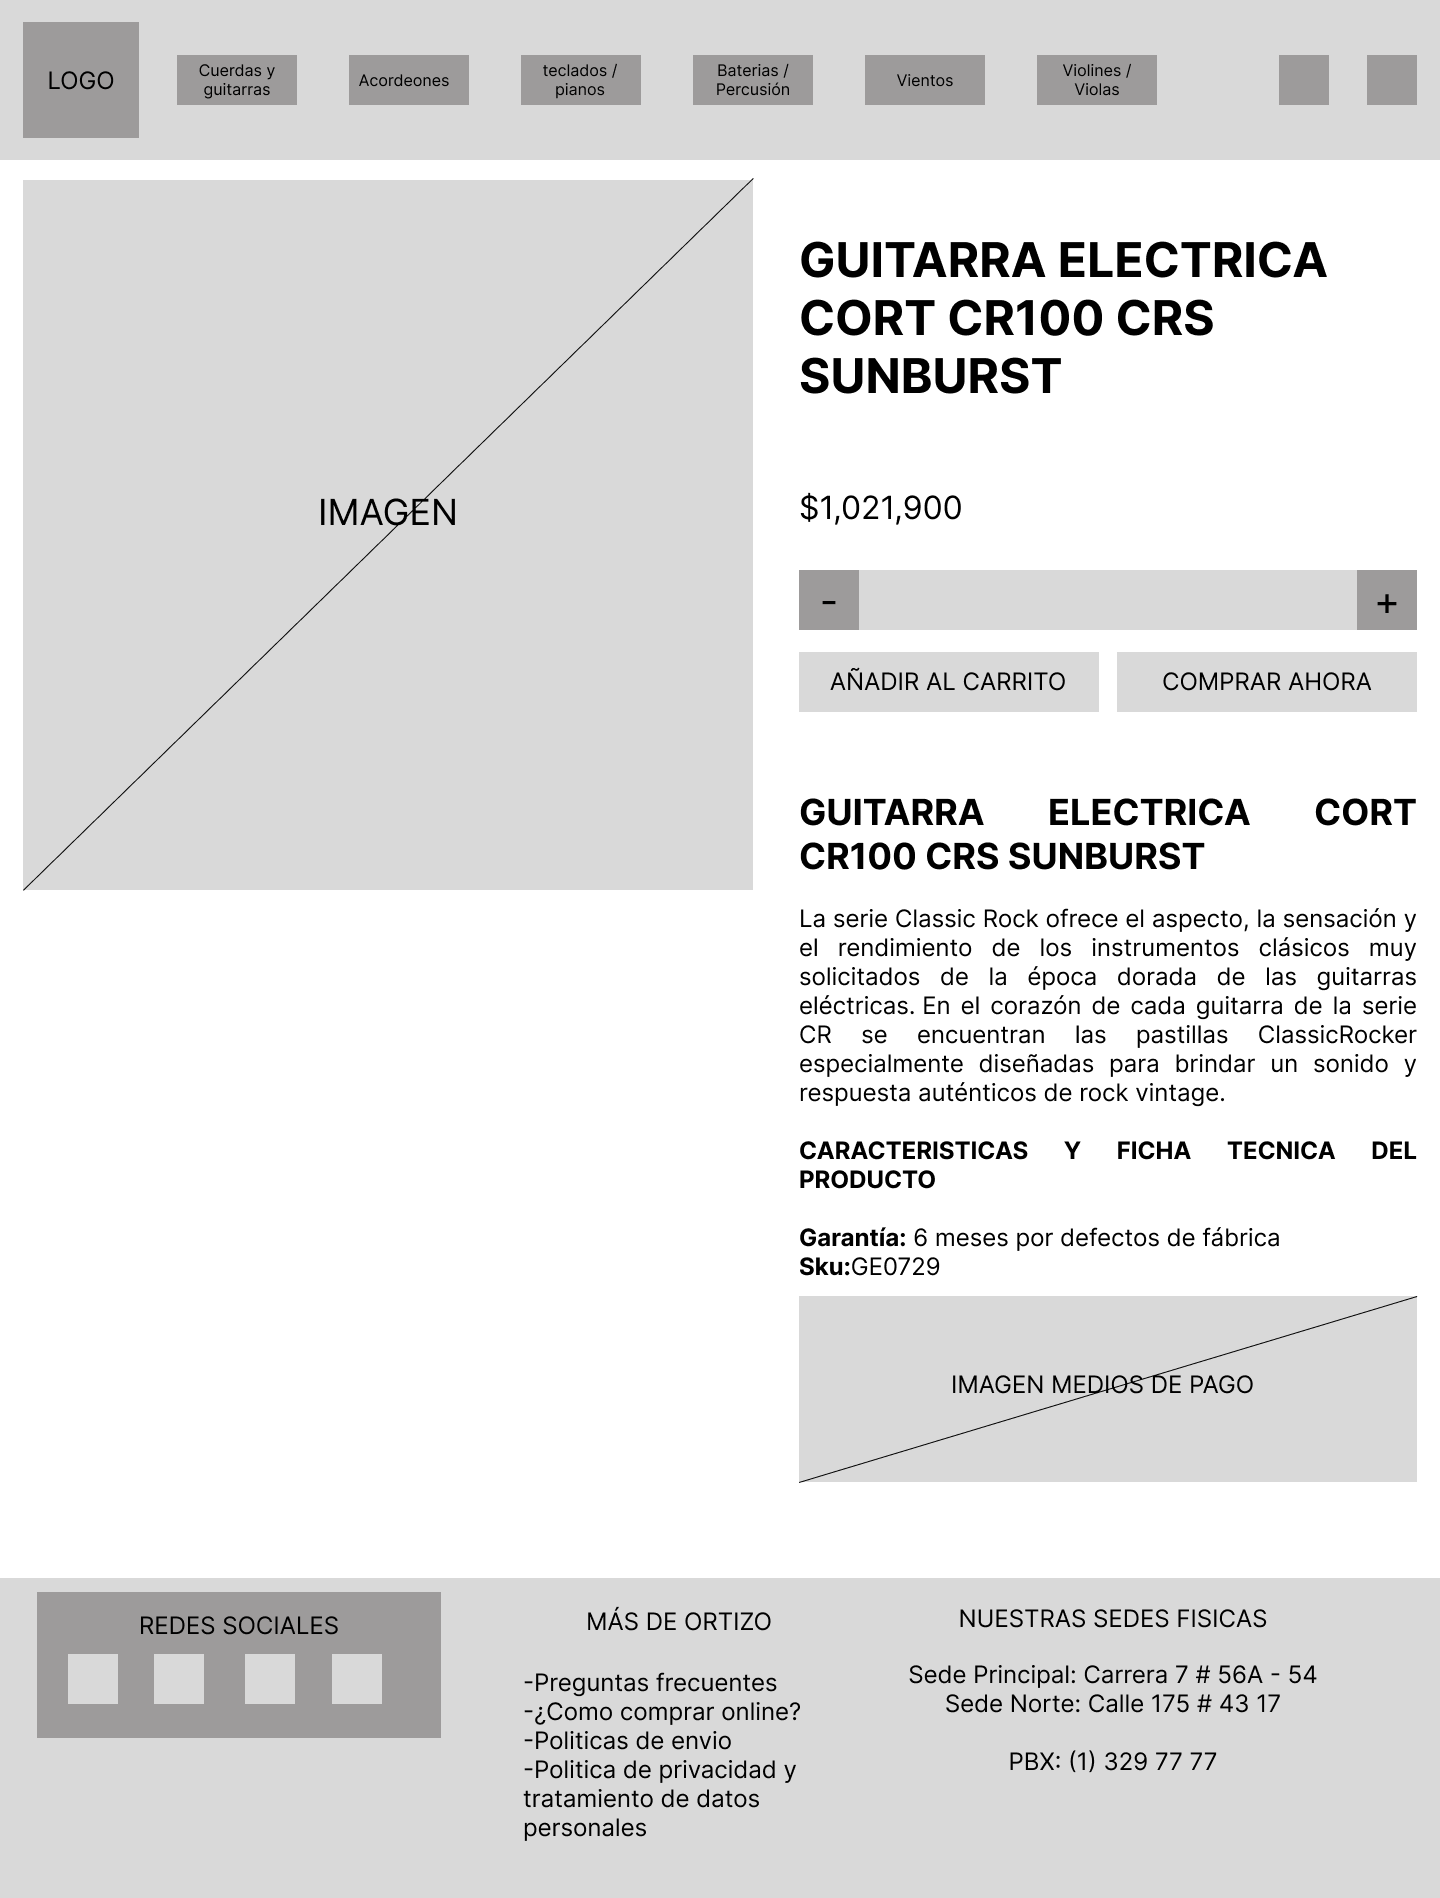 LOGO
Cuerdas y
guitarras
Acordeones
teclados /
pianos
Baterias /
Percusión
Vientos
Violines /
Violas
IMAGEN
GUITARRA ELECTRICA
CORT CR100 CRS
SUNBURST
$1,021,900
-
+
AÑADIR AL CARRITO
COMPRAR AHORA
GUITARRA ELECTRICA CORT
CR100 CRS SUNBURST
La serie Classic Rock ofrece el aspecto, la sensación y
el rendimiento de los instrumentos clásicos muy
solicitados de la época dorada de las guitarras
eléctricas. En el corazón de cada guitarra de la serie
CR se encuentran las pastillas ClassicRocker
especialmente diseñadas para brindar un sonido y
respuesta auténticos de rock vintage.
CARACTERISTICAS Y FICHA TECNICA DEL
PRODUCTO
Garantía: 6 meses por defectos de fábrica
Sku:GE0729
IMAGEN MEDIOS DE PAGO
REDES SOCIALES
MÁS DE ORTIZO
-Preguntas frecuentes
-¿Como comprar online?
-Politicas de envio
-Politica de privacidad y
tratamiento de datos
personales
NUESTRAS SEDES FISICAS
Sede Principal: Carrera 7 # 56A - 54
Sede Norte: Calle 175 # 43 17
PBX: (1) 329 77 77